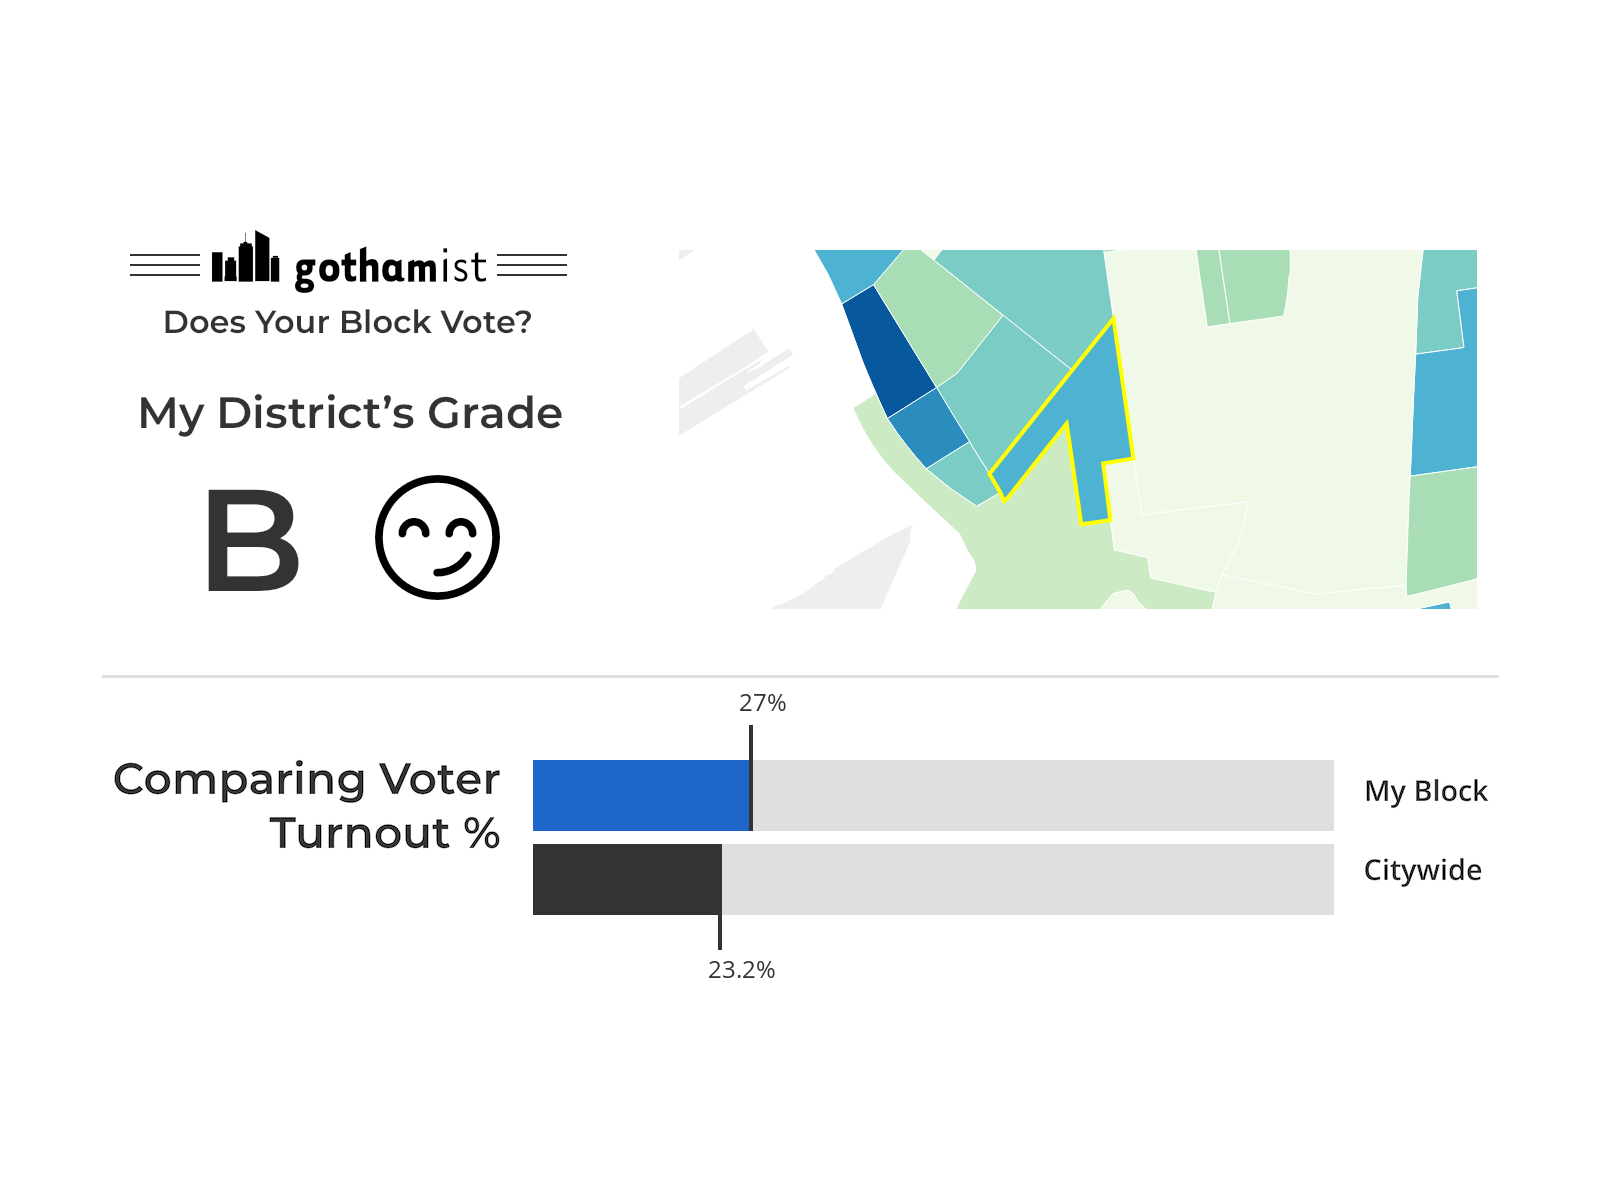 gothamist
Does Your Block Vote?
My District’s Grade
B
27%
Comparing Voter
Turnout %
My Block
Citywide
23.2%